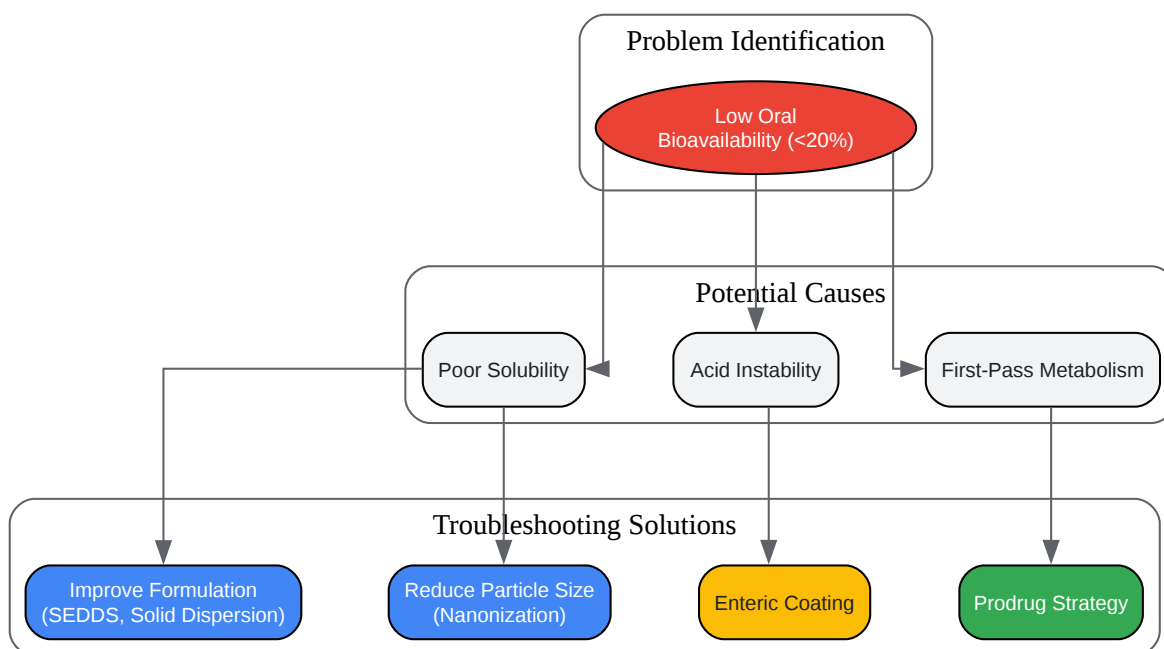 Problem Identification
Low Oral
Bioavailability (<20%)
Potential Causes
Poor Solubility
Acid Instability
First-Pass Metabolism
Troubleshooting Solutions
Improve Formulation
(SEDDS, Solid Dispersion)
Reduce Particle Size
(Nanonization)
Enteric Coating
Prodrug Strategy